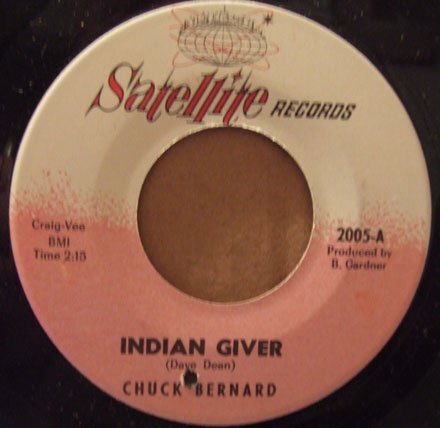 Satellite RECORDS
Craig-Vee
BMI
Time 2:15
2005-A
Produced by
B. Gardner
INDIAN GIVER
(Dave Dean)
CHUCK BERNARD